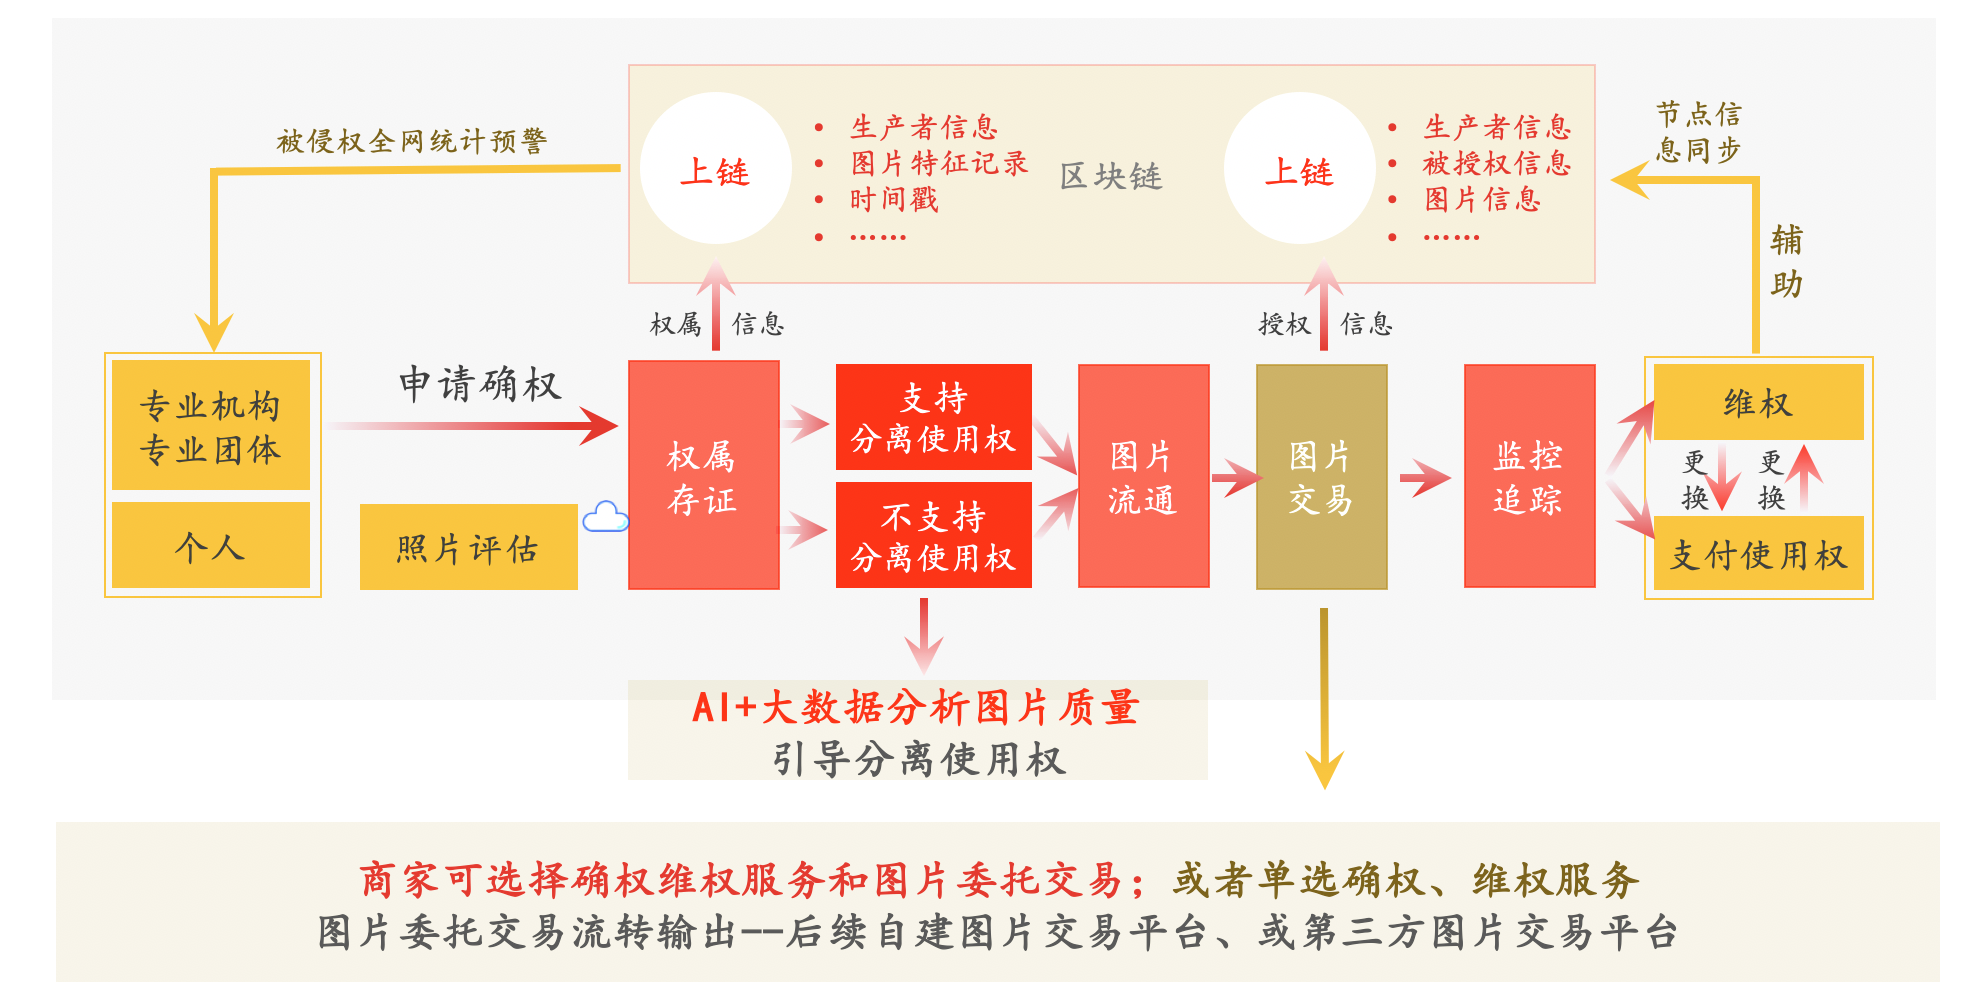 被侵权全网统计预警
上链
• 生产者信息
• 图片特征记录
• 时间戳
• ……
区块链
上链
• 生产者信息
• 被授权信息
• 图片信息
• ……
节点信
息同步
辅
助
权属 信息
授权 信息
专业机构
专业团体
个人
申请确权
照片评估
权属
存证
支持
分离使用权
不支持
分离使用权
图片
流通
图片
交易
监控
追踪
维权
更
换
更
换
支付使用权
AI+大数据分析图片质量
引导分离使用权
商家可选择确权维权服务和图片委托交易；或者单选确权、维权服务
图片委托交易流转输出——后续自建图片交易平台、或第三方图片交易平台